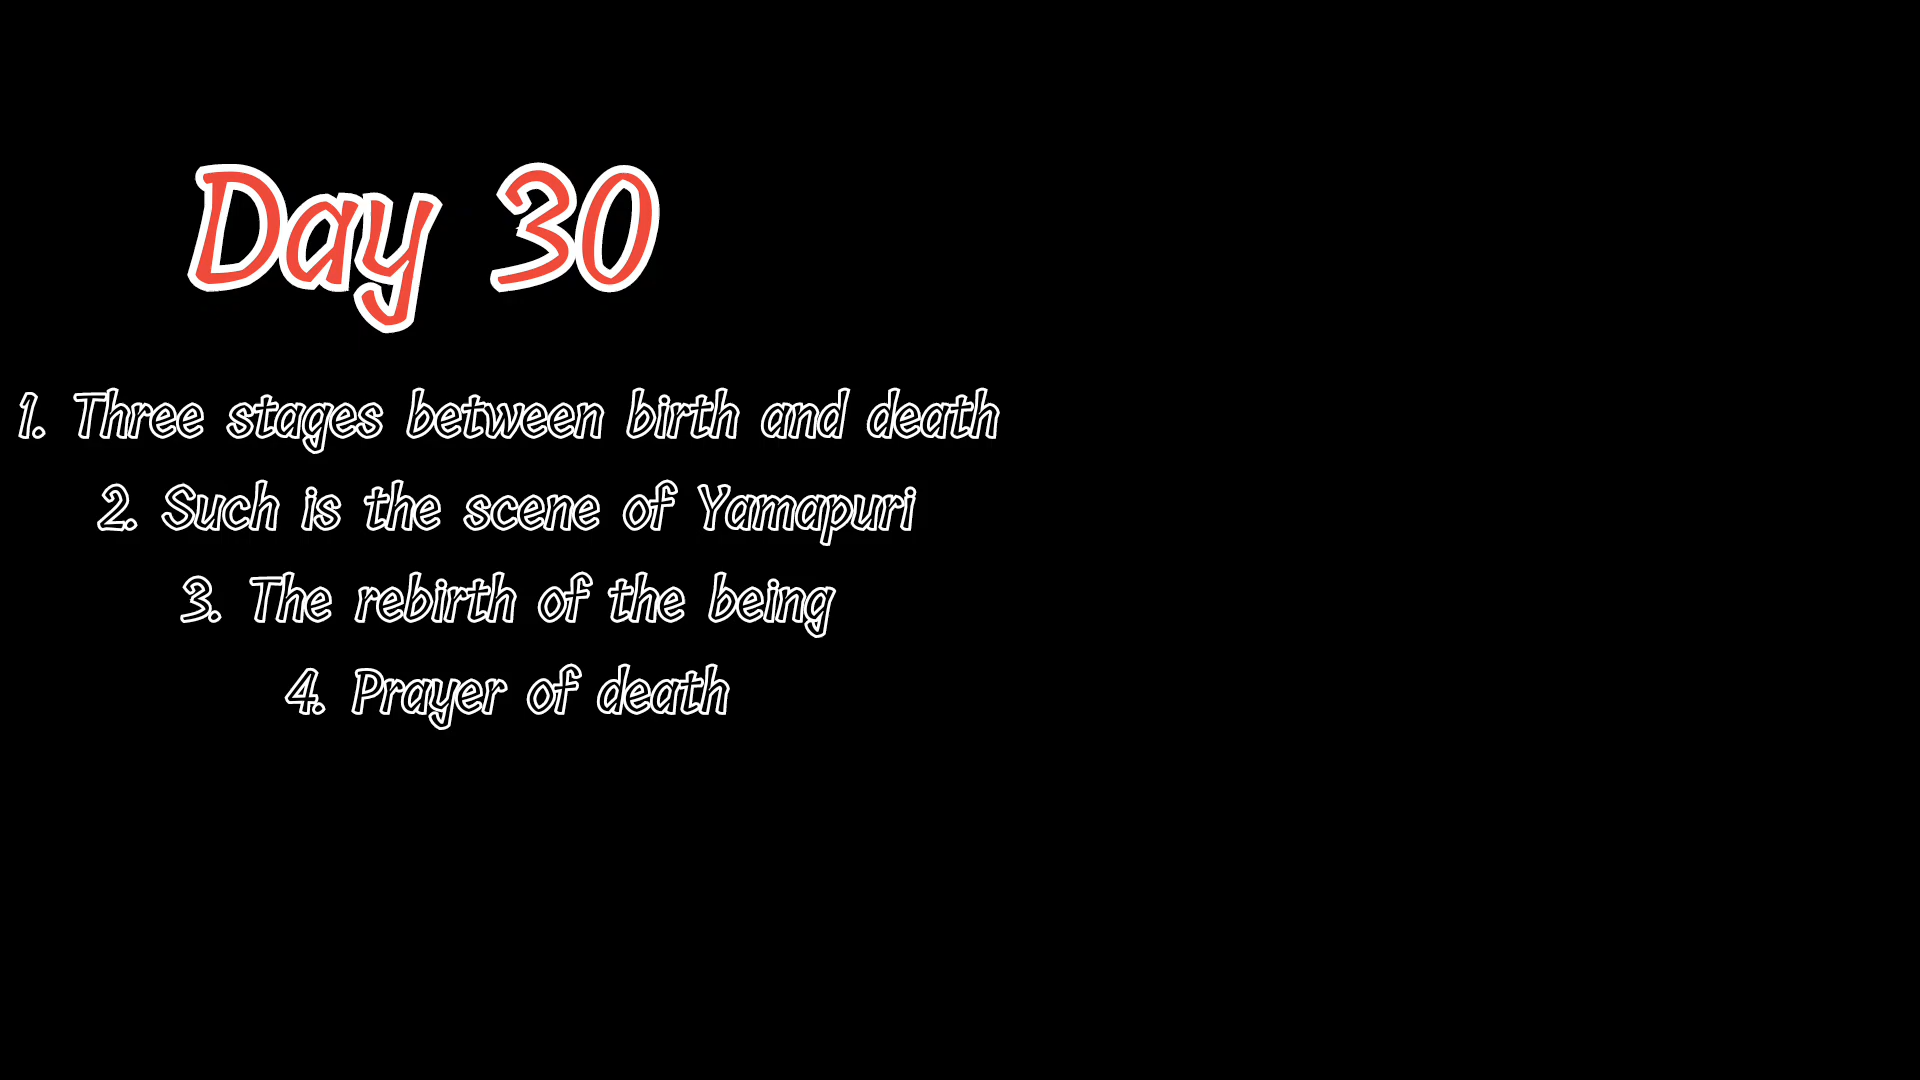 Day 30
1. Three stages between birth and death
2. Such is the scene of Yamapuri
3. The rebirth of the being
4. Prayer of death